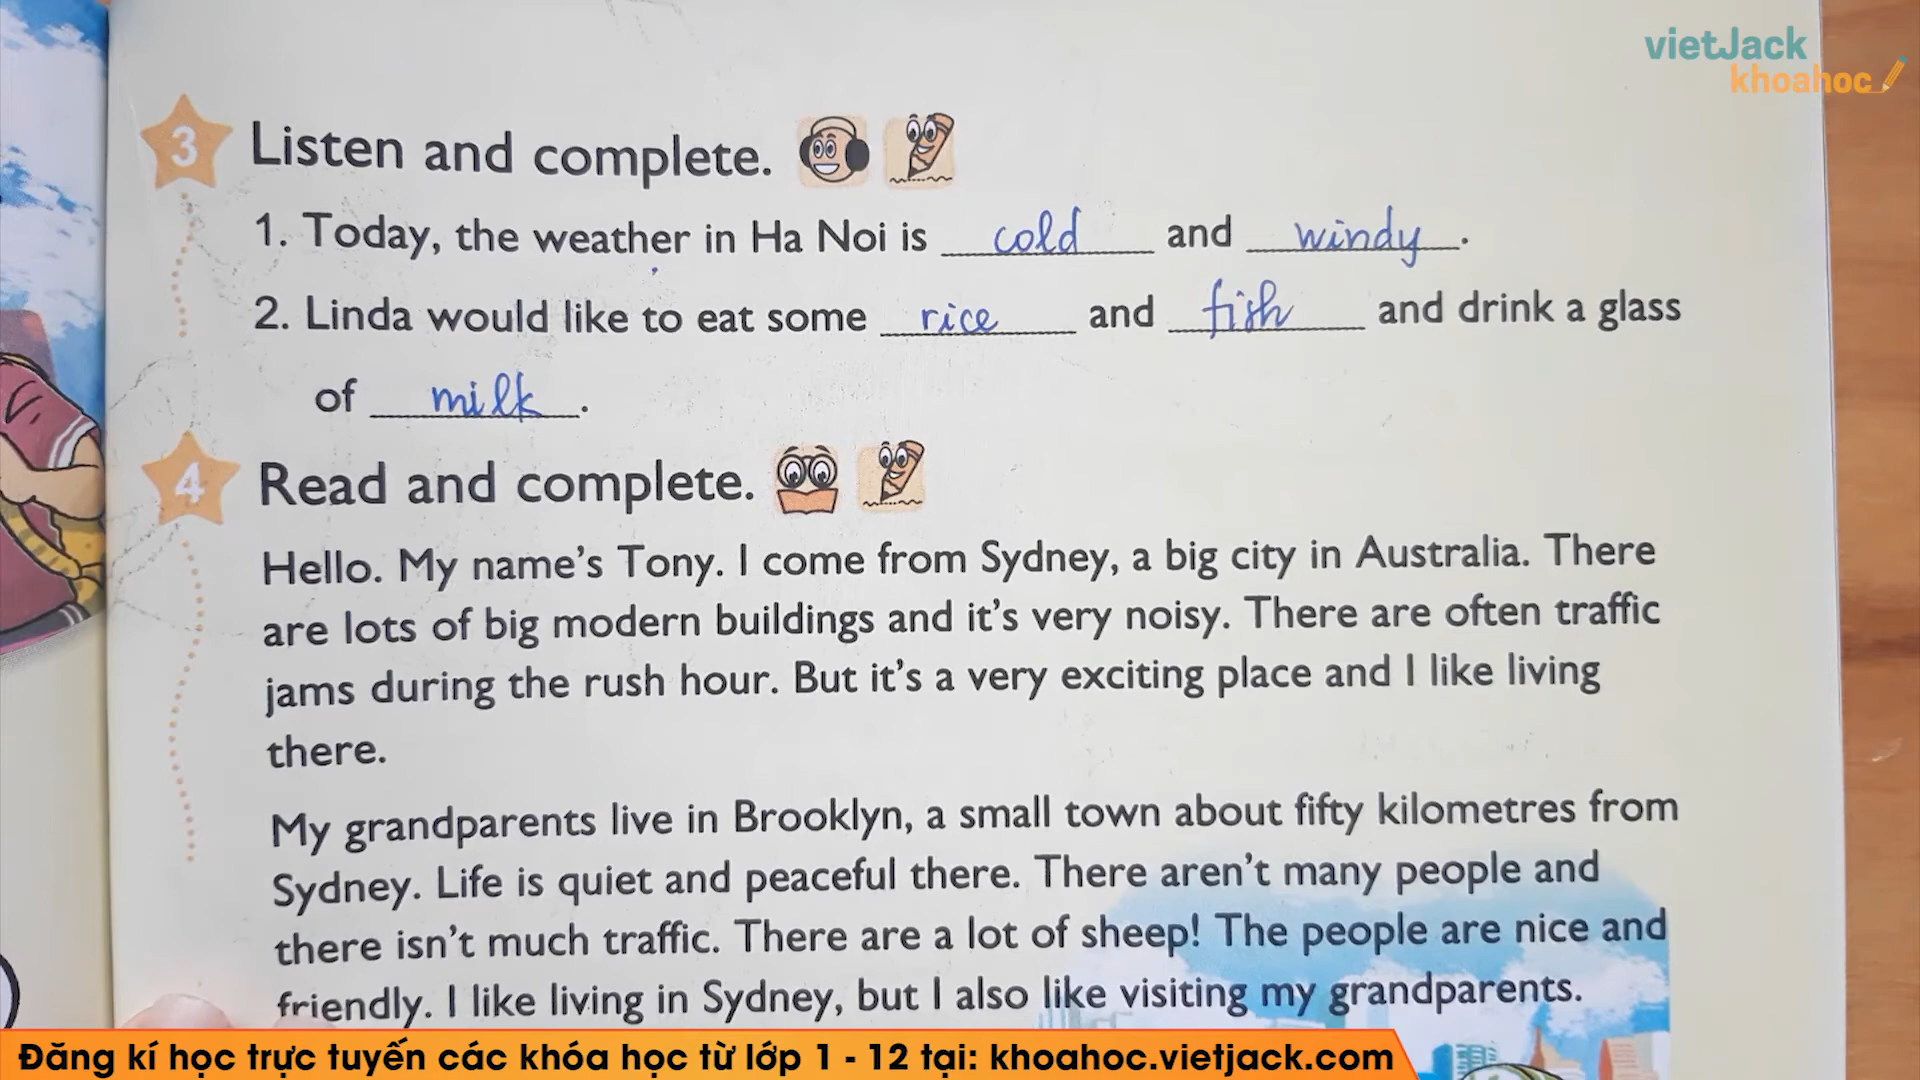 vietJack
khoahoc
3 Listen and complete.
1. Today, the weather in Ha Noi is cold and windy.
2. Linda would like to eat some rice and fish and drink a glass
of milk.
4 Read and complete.
Hello. My name's Tony. I come from Sydney, a big city in Australia. There
are lots of big modern buildings and it's very noisy. There are often traffic
jams during the rush hour. But it's a very exciting place and I like living
there.
My grandparents live in Brooklyn, a small town about fifty kilometres from
Sydney. Life is quiet and peaceful there. There aren't many people and
there isn't much traffic. There are a lot of sheep! The people are nice and
friendly. I like living in Sydney, but I also like visiting my grandparents.
Đăng kí học trực tuyến các khóa học từ lớp 1 - 12 tại: khoahoc.vietjack.com